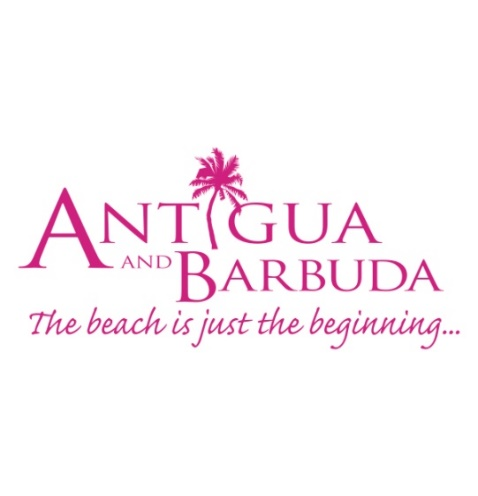 ANTIGUA
AND BARBUDA
The beach is just the beginning...